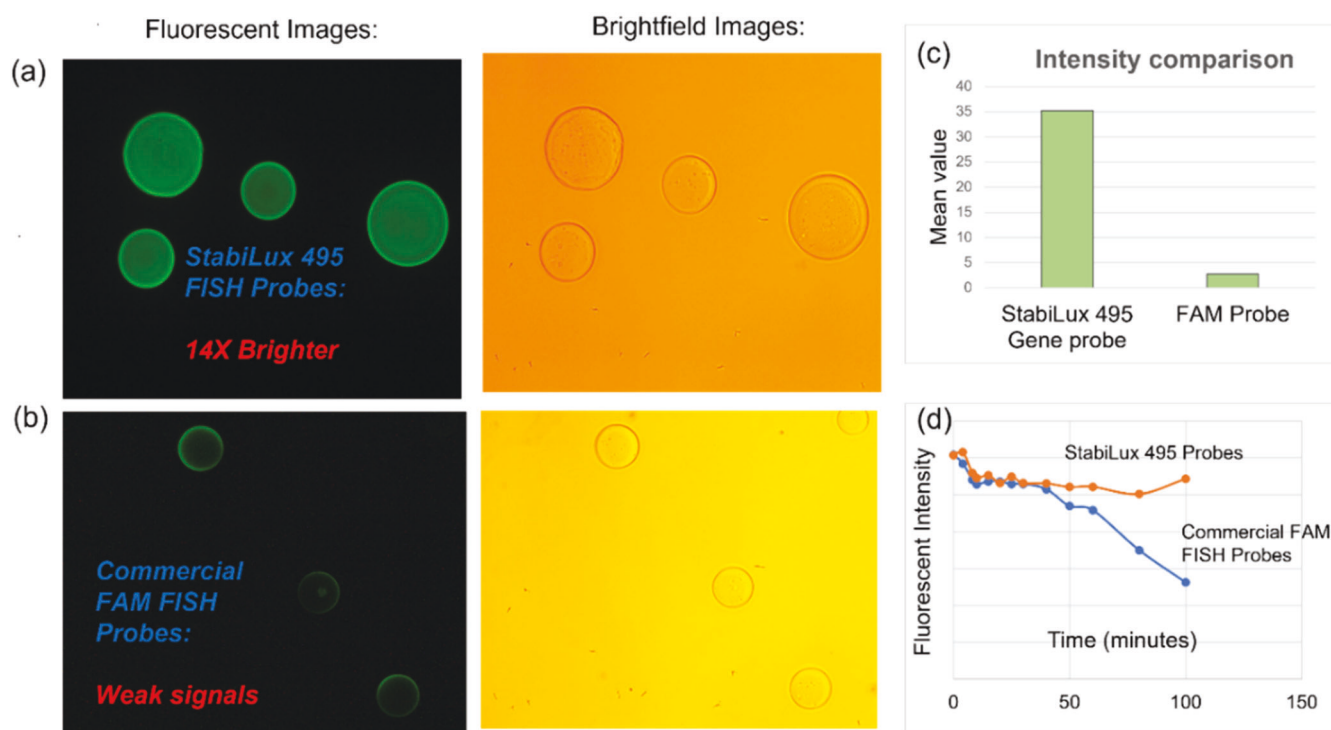 Fluorescent Images:
Brightfield Images:
(a)
StabiLux 495
FISH Probes:
14X Brighter
(b)
Commercial
FAM FISH
Probes:
Weak signals
(c)
Intensity comparison
Mean value
40
35
30
25
20
15
10
5
0
StabiLux 495
Gene probe
FAM Probe
(d)
Fluorescent Intensity
StabiLux 495 Probes
Commercial FAM
FISH Probes
Time (minutes)
0
50
100
150